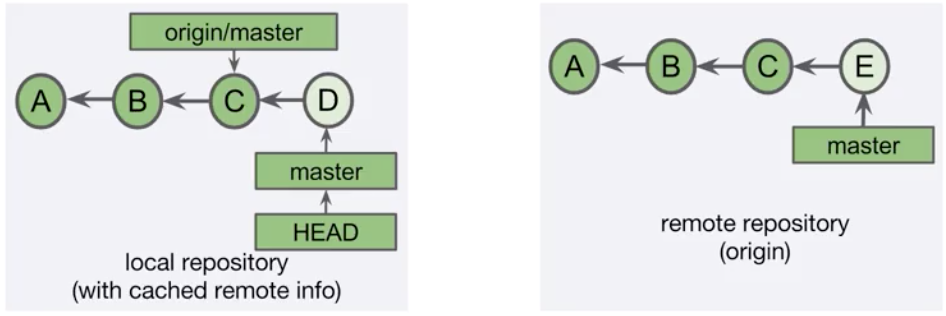 origin/master
A
B
C
D
master
HEAD
local repository
(with cached remote info)
A
B
C
E
master
remote repository
(origin)